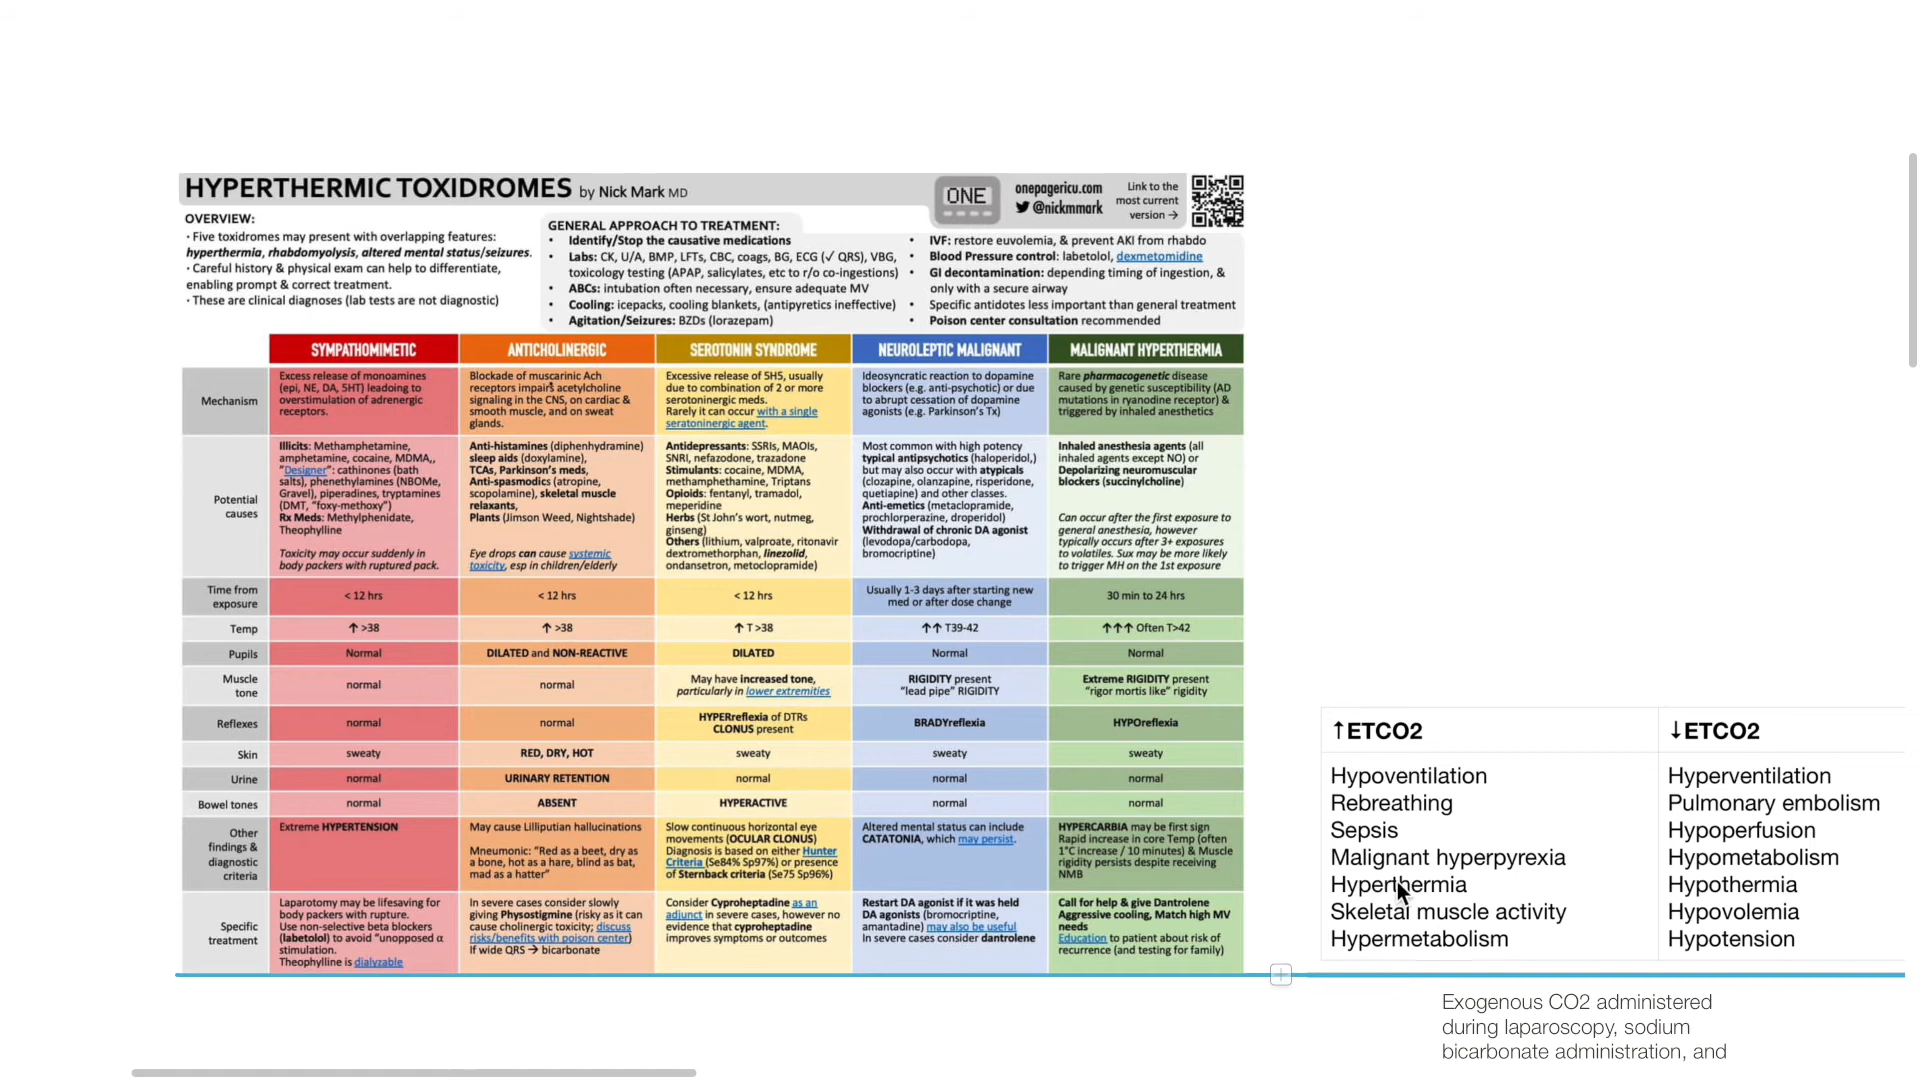 HYPERTHERMIC TOXIDROMES by Nick Mark MD
ONE
onepagericu.com
@nickmmark
Link to the
most current
version →
OVERVIEW:
· Five toxidromes may present with overlapping features:
hyperthermia, rhabdomyolysis, altered mental status/seizures.
· Careful history & physical exam can help to differentiate,
enabling prompt & correct treatment.
· These are clinical diagnoses (lab tests are not diagnostic)
GENERAL APPROACH TO TREATMENT:
• Identify/Stop the causative medications
• Labs: CK, U/A, BMP, LFTs, CBC, coags, BG, ECG (✓ QRS), VBG,
toxicology testing (APAP, salicylates, etc to r/o co-ingestions)
• ABCs: intubation often necessary, ensure adequate MV
• Cooling: icepacks, cooling blankets, (antipyretics ineffective)
• Agitation/Seizures: BZDs (lorazepam)
• IVF: restore euvolemia, & prevent AKI from rhabdo
• Blood Pressure control: labetolol, dexmetomidine
• GI decontamination: depending timing of ingestion, &
only with a secure airway
• Specific antidotes less important than general treatment
• Poison center consultation recommended
SYMPATHOMIMETIC
ANTICHOLINERGIC
SEROTONIN SYNDROME
NEUROLEPTIC MALIGNANT
MALIGNANT HYPERTHERMIA
Mechanism
Excess release of monoamines
(epi, NE, DA, 5HT) leadoing to
overstimulation of adrenergic
receptors.
Blockade of muscarinic Ach
receptors impairs acetylcholine
signaling in the CNS, on cardiac &
smooth muscle, and on sweat
glands.
Excessive release of 5H5, usually
due to combination of 2 or more
serotoninergic meds.
Rarely it can occur with a single
seratoninergic agent.
Ideosyncratic reaction to dopamine
blockers (e.g. anti-psychotic) or due
to abrupt cessation of dopamine
agonists (e.g. Parkinson's Tx)
Rare pharmacogenetic disease
caused by genetic susceptibility (AD
mutations in ryanodine receptor) &
triggered by inhaled anesthetics
Potential
causes
Illicits: Methamphetamine,
amphetamine, cocaine, MDMA,,
"Designer": cathinones (bath
salts), phenethylamines (NBOMe,
Gravel), piperadines, tryptamines
(DMT, "foxy-methoxy")
Rx Meds: Methylphenidate,
Theophylline
Toxicity may occur suddenly in
body packers with ruptured pack.
Anti-histamines (diphenhydramine)
sleep aids (doxylamine),
TCAs, Parkinson's meds,
Anti-spasmodics (atropine,
scopolamine), skeletal muscle
relaxants,
Plants (Jimson Weed, Nightshade)
Eye drops can cause systemic
toxicity, esp in children/elderly
Antidepressants: SSRIs, MAOIs,
SNRI, nefazodone, trazadone
Stimulants: cocaine, MDMA,
methamphethamine, Triptans
Opioids: fentanyl, tramadol,
meperidine
Herbs (St John's wort, nutmeg,
ginseng)
Others (lithium, valproate, ritonavir
dextromethorphan, linezolid,
ondansetron, metoclopramide)
Most common with high potency
typical antipsychotics (haloperidol,)
but may also occur with atypicals
(clozapine, olanzapine, risperidone,
quetiapine) and other classes.
Anti-emetics (metaclopramide,
prochlorperazine, droperidol)
Withdrawal of chronic DA agonist
(levodopa/carbodopa,
bromocriptine)
Inhaled anesthesia agents (all
inhaled agents except NO) or
Depolarizing neuromuscular
blockers (succinylcholine)
Can occur after the first exposure to
general anesthesia, however
typically occurs after 3+ exposures
to volatiles. Sux may be more likely
to trigger MH on the 1st exposure
Time from
exposure
< 12 hrs
< 12 hrs
< 12 hrs
Usually 1-3 days after starting new
med or after dose change
30 min to 24 hrs
Temp
↑ >38
↑ >38
↑ T >38
↑↑ T39-42
↑↑↑ Often T>42
Pupils
Normal
DILATED and NON-REACTIVE
DILATED
Normal
Normal
Muscle
tone
normal
normal
May have increased tone,
particularly in lower extremities
RIGIDITY present
"lead pipe" RIGIDITY
Extreme RIGIDITY present
"rigor mortis like" rigidity
Reflexes
normal
normal
HYPERreflexia of DTRs
CLONUS present
BRADYreflexia
HYPOreflexia
Skin
sweaty
RED, DRY, HOT
sweaty
sweaty
sweaty
Urine
normal
URINARY RETENTION
normal
normal
normal
Bowel tones
normal
ABSENT
HYPERACTIVE
normal
normal
Other
findings &
diagnostic
criteria
Extreme HYPERTENSION
May cause Lilliputian hallucinations
Mneumonic: "Red as a beet, dry as
a bone, hot as a hare, blind as bat,
mad as a hatter"
Slow continuous horizontal eye
movements (OCULAR CLONUS)
Diagnosis is based on either Hunter
Criteria (Se84% Sp97%) or presence
of Sternback criteria (Se75 Sp96%)
Altered mental status can include
CATATONIA, which may persist.
HYPERCARBIA may be first sign
Rapid increase in core Temp (often
1°C increase / 10 minutes) & Muscle
rigidity persists despite receiving
NMB
Specific
treatment
Laparotomy may be lifesaving for
body packers with rupture.
Use non-selective beta blockers
(labetolol) to avoid "unopposed α
stimulation.
Theophylline is dialyzable
In severe cases consider slowly
giving Physostigmine (risky as it can
cause cholinergic toxicity; discuss
risks/benefits with poison center)
If wide QRS → bicarbonate
Consider Cyproheptadine as an
adjunct in severe cases, however no
evidence that cyproheptadine
improves symptoms or outcomes
Restart DA agonist if it was held
DA agonists (bromocriptine,
amantadine) may also be useful
In severe cases consider dantrolene
Call for help & give Dantrolene
Aggressive cooling, Match high MV
needs
Education to patient about risk of
recurrence (and testing for family)
↑ETCO2
↓ETCO2
Hypoventilation
Rebreathing
Sepsis
Malignant hyperpyrexia
Hyperthermia
Skeletal muscle activity
Hypermetabolism
Hyperventilation
Pulmonary embolism
Hypoperfusion
Hypometabolism
Hypothermia
Hypovolemia
Hypotension
Exogenous CO2 administered
during laparoscopy, sodium
bicarbonate administration, and